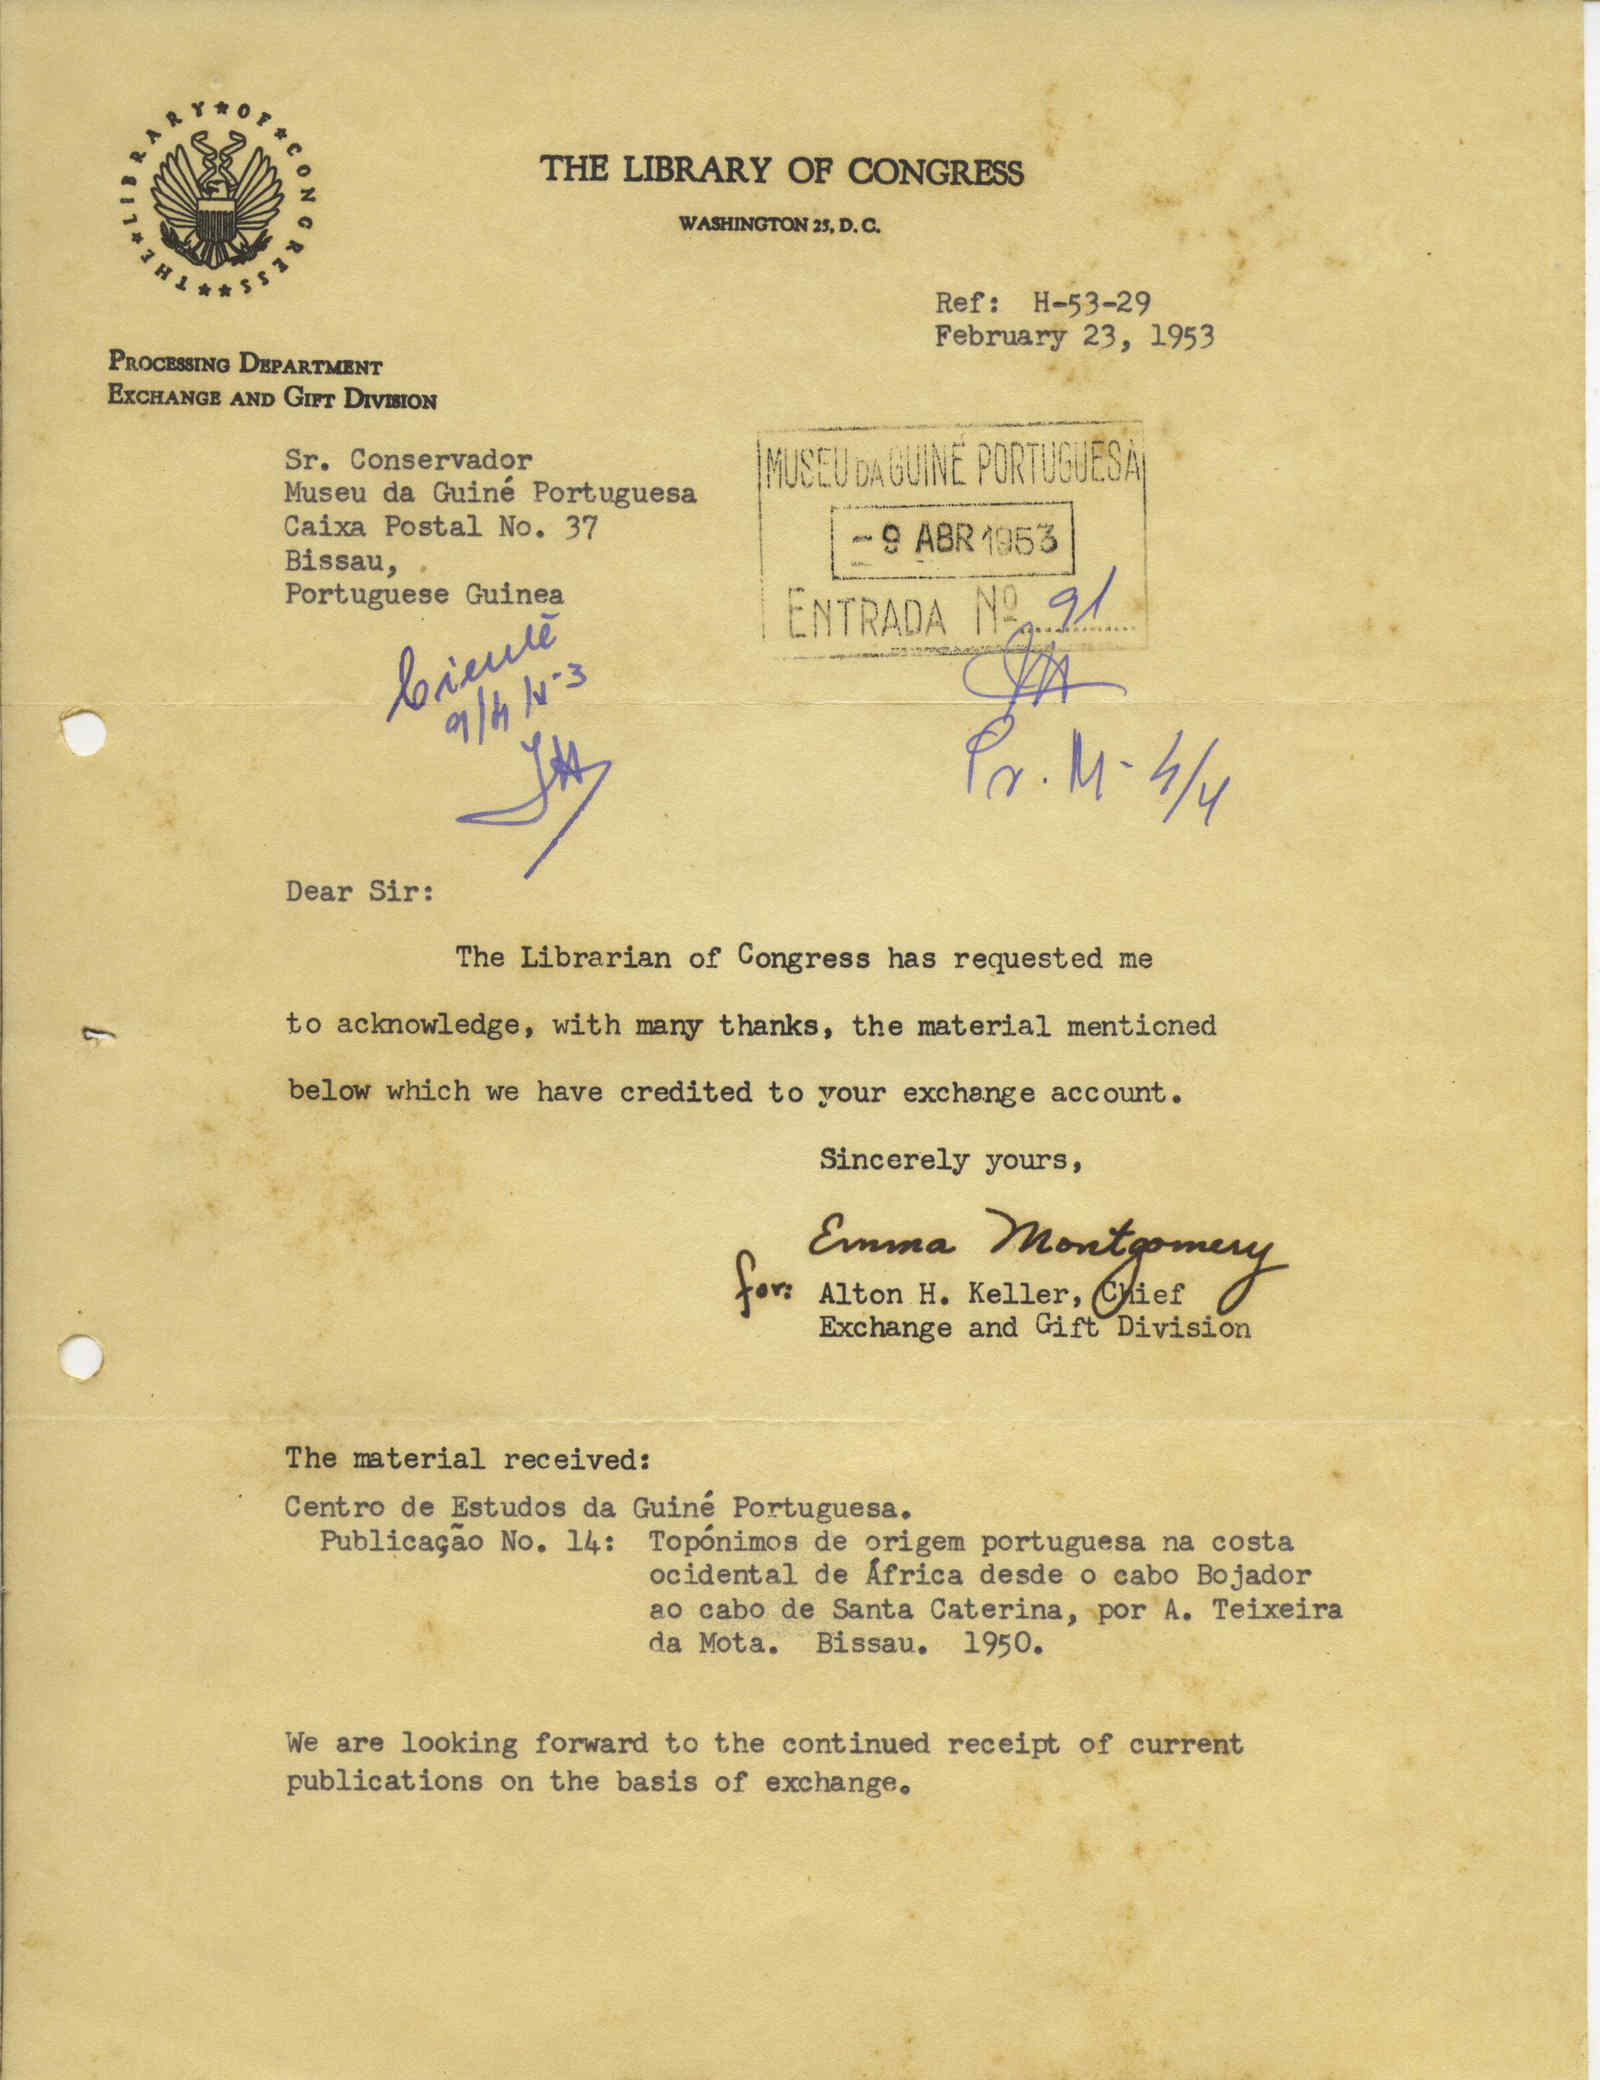 THE LIBRARY OF CONGRESS
THE LIBRARY OF CONGRESS
WASHINGTON 25, D. C.
Ref: H-53-29
February 23, 1953
PROCESSING DEPARTMENT
EXCHANGE AND GIFT DIVISION
Sr. Conservador
Museu da Guiné Portuguesa
Caixa Postal No. 37
Bissau,
Portuguese Guinea
MUSEU DA GUINÉ PORTUGUESA
-9 ABR 1953
ENTRADA Nº 91
Ciente
Pr. M-
Dear Sir:
The Librarian of Congress has requested me
to acknowledge, with many thanks, the material mentioned
below which we have credited to your exchange account.
Sincerely yours,
Emma Montgomery
for: Alton H. Keller, Chief
Exchange and Gift Division
The material received:
Centro de Estudos da Guiné Portuguesa.
Publicação No. 14: Topónimos de origem portuguesa na costa
ocidental de África desde o cabo Bojador
ao cabo de Santa Caterina, por A. Teixeira
da Mota. Bissau. 1950.
We are looking forward to the continued receipt of current
publications on the basis of exchange.